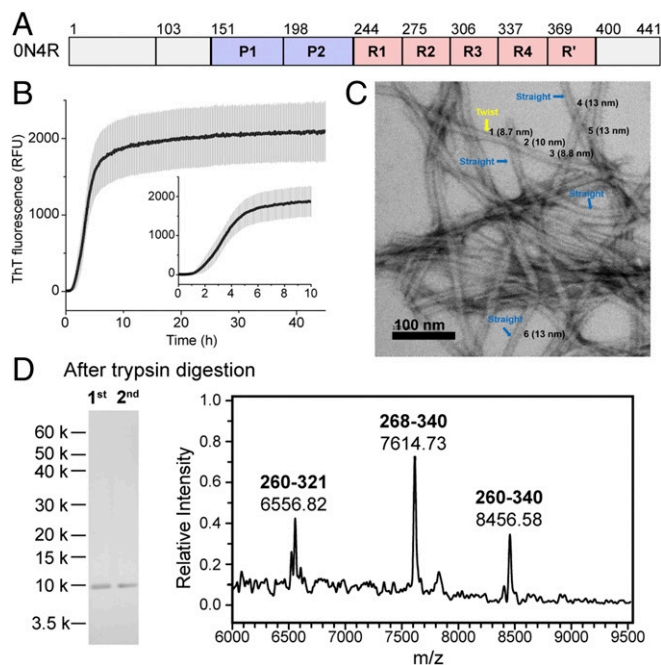 A
1 103 151 198 244 275 306 337 369 400 441
0N4R P1 P2 R1 R2 R3 R4 R'
B
ThT fluorescence (RFU)
2000
1000
0
0 10 20 30 40
Time (h)
2000
1000
0
0 2 4 6 8 10
C
Straight
4 (13 nm)
Twist
1 (8.7 nm)
5 (13 nm)
2 (10 nm)
3 (8.8 nm)
Straight
Straight
Straight
6 (13 nm)
100 nm
D After trypsin digestion
1st 2nd
60 k
50 k
40 k
30 k
20 k
15 k
10 k
3.5 k
Relative Intensity
1.0
0.8
0.6
0.4
0.2
0.0
268-340
7614.73
260-321
6556.82
260-340
8456.58
6000 6500 7000 7500 8000 8500 9000 9500
m/z